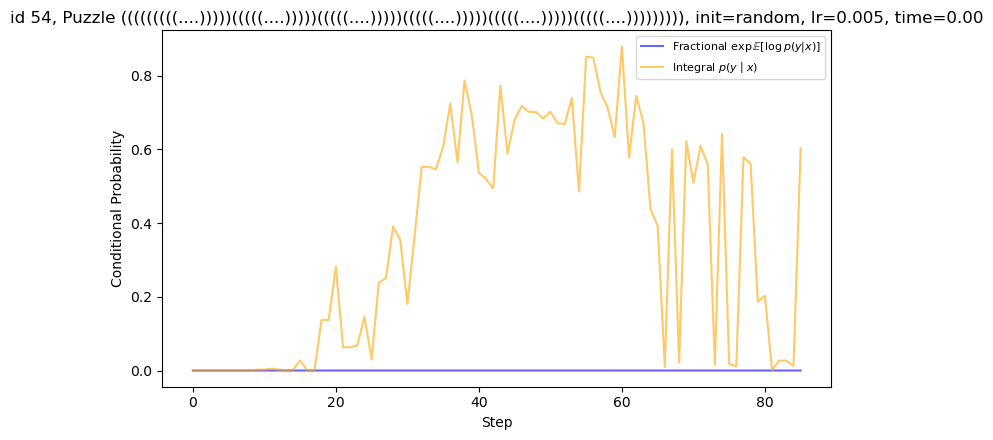 id 54, Puzzle (((((((((....)))))(((((....)))))(((((....)))))(((((....)))))(((((....)))))(((((....))))))))), init=random, lr=0.005, time=0.00
Fractional exp𝔼[log p(y|x)]
Integral p(y | x)
Conditional Probability
0.8
0.6
0.4
0.2
0.0
0 20 40 60 80
Step